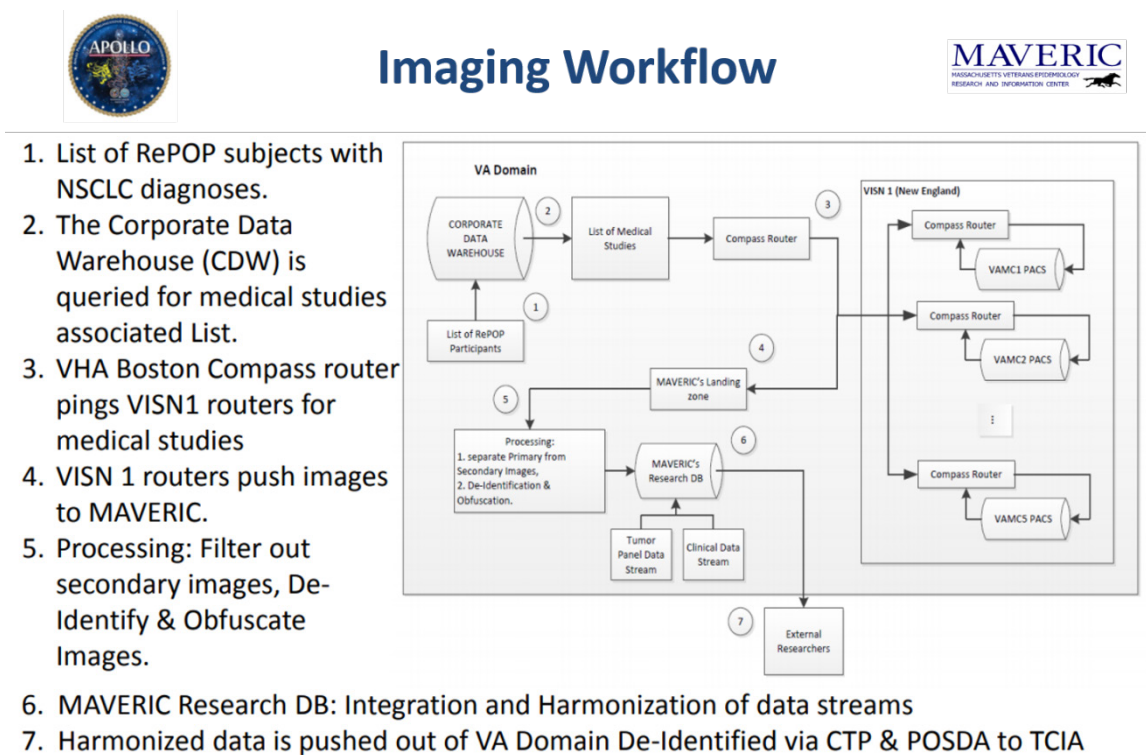 APOLLO
Imaging Workflow
MAVERIC
MASSACHUSETTS VETERANS EPIDEMIOLOGY
RESEARCH AND INFORMATION CENTER
1. List of RePOP subjects with
NSCLC diagnoses.
2. The Corporate Data
Warehouse (CDW) is
queried for medical studies
associated List.
3. VHA Boston Compass router
pings VISN1 routers for
medical studies
4. VISN 1 routers push images
to MAVERIC.
5. Processing: Filter out
secondary images, De-
Identify & Obfuscate
Images.
6. MAVERIC Research DB: Integration and Harmonization of data streams
7. Harmonized data is pushed out of VA Domain De-Identified via CTP & POSDA to TCIA
VA Domain
CORPORATE
DATA
WAREHOUSE
2
List of Medical
Studies
Compass Router
3
1
List of RePOP
Participants
VISN 1 (New England)
Compass Router
VAMC1 PACS
Compass Router
VAMC2 PACS
⋮
Compass Router
VAMC5 PACS
4
MAVERIC's Landing
zone
5
Processing:
1. separate Primary from
Secondary Images,
2. De-Identification &
Obfuscation.
6
MAVERIC's
Research DB
Tumor
Panel Data
Stream
Clinical Data
Stream
7
External
Researchers